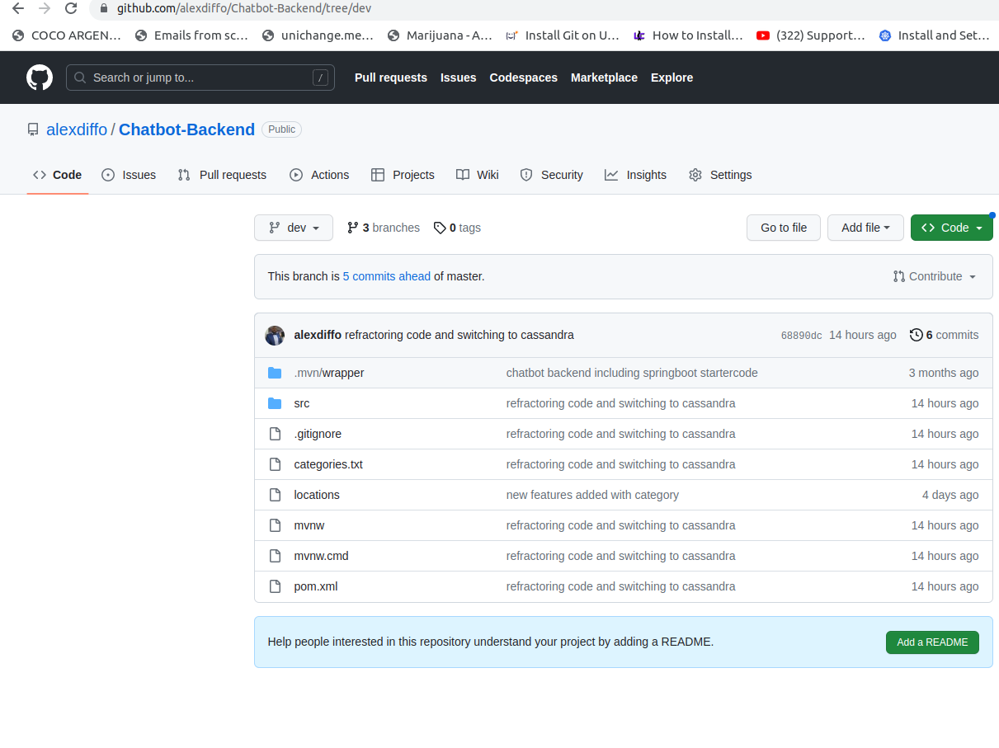 github.com/alexdiffo/Chatbot-Backend/tree/dev
COCO ARGEN... Emails from sc... unichange.me... Marijuana - A... Install Git on U... How to Install... (322) Support... Install and Set...
Search or jump to... / Pull requests Issues Codespaces Marketplace Explore
alexdiffo / Chatbot-Backend Public
Code Issues Pull requests Actions Projects Wiki Security Insights Settings
dev 3 branches 0 tags Go to file Add file Code
This branch is 5 commits ahead of master. Contribute
alexdiffo refractoring code and switching to cassandra 68890dc 14 hours ago 6 commits
.mvn/wrapper chatbot backend including springboot startercode 3 months ago
src refractoring code and switching to cassandra 14 hours ago
.gitignore refractoring code and switching to cassandra 14 hours ago
categories.txt refractoring code and switching to cassandra 14 hours ago
locations new features added with category 4 days ago
mvnw refractoring code and switching to cassandra 14 hours ago
mvnw.cmd refractoring code and switching to cassandra 14 hours ago
pom.xml refractoring code and switching to cassandra 14 hours ago
Help people interested in this repository understand your project by adding a README. Add a README